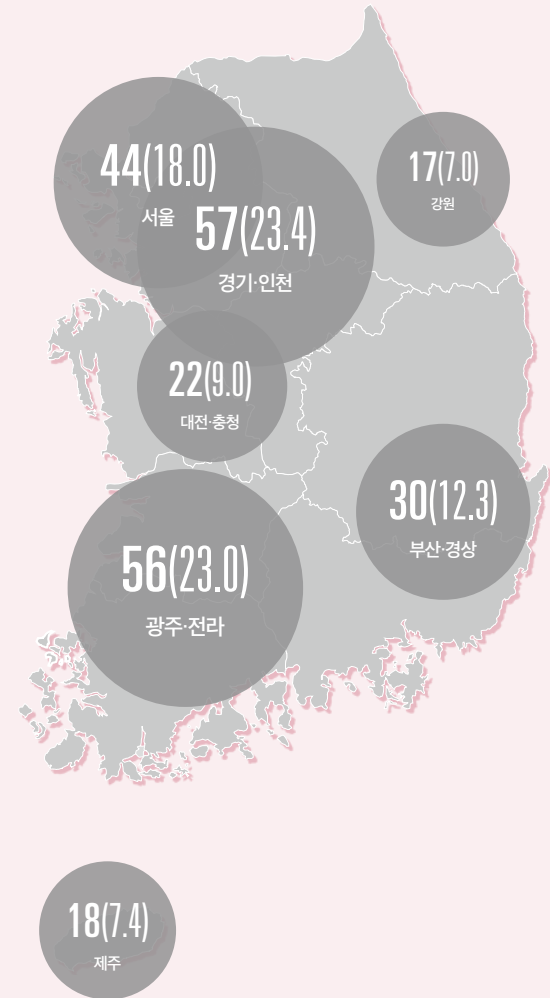 44(18.0)
서울
57(23.4)
경기·인천
17(7.0)
강원
22(9.0)
대전·충청
30(12.3)
부산·경상
56(23.0)
광주·전라
18(7.4)
제주